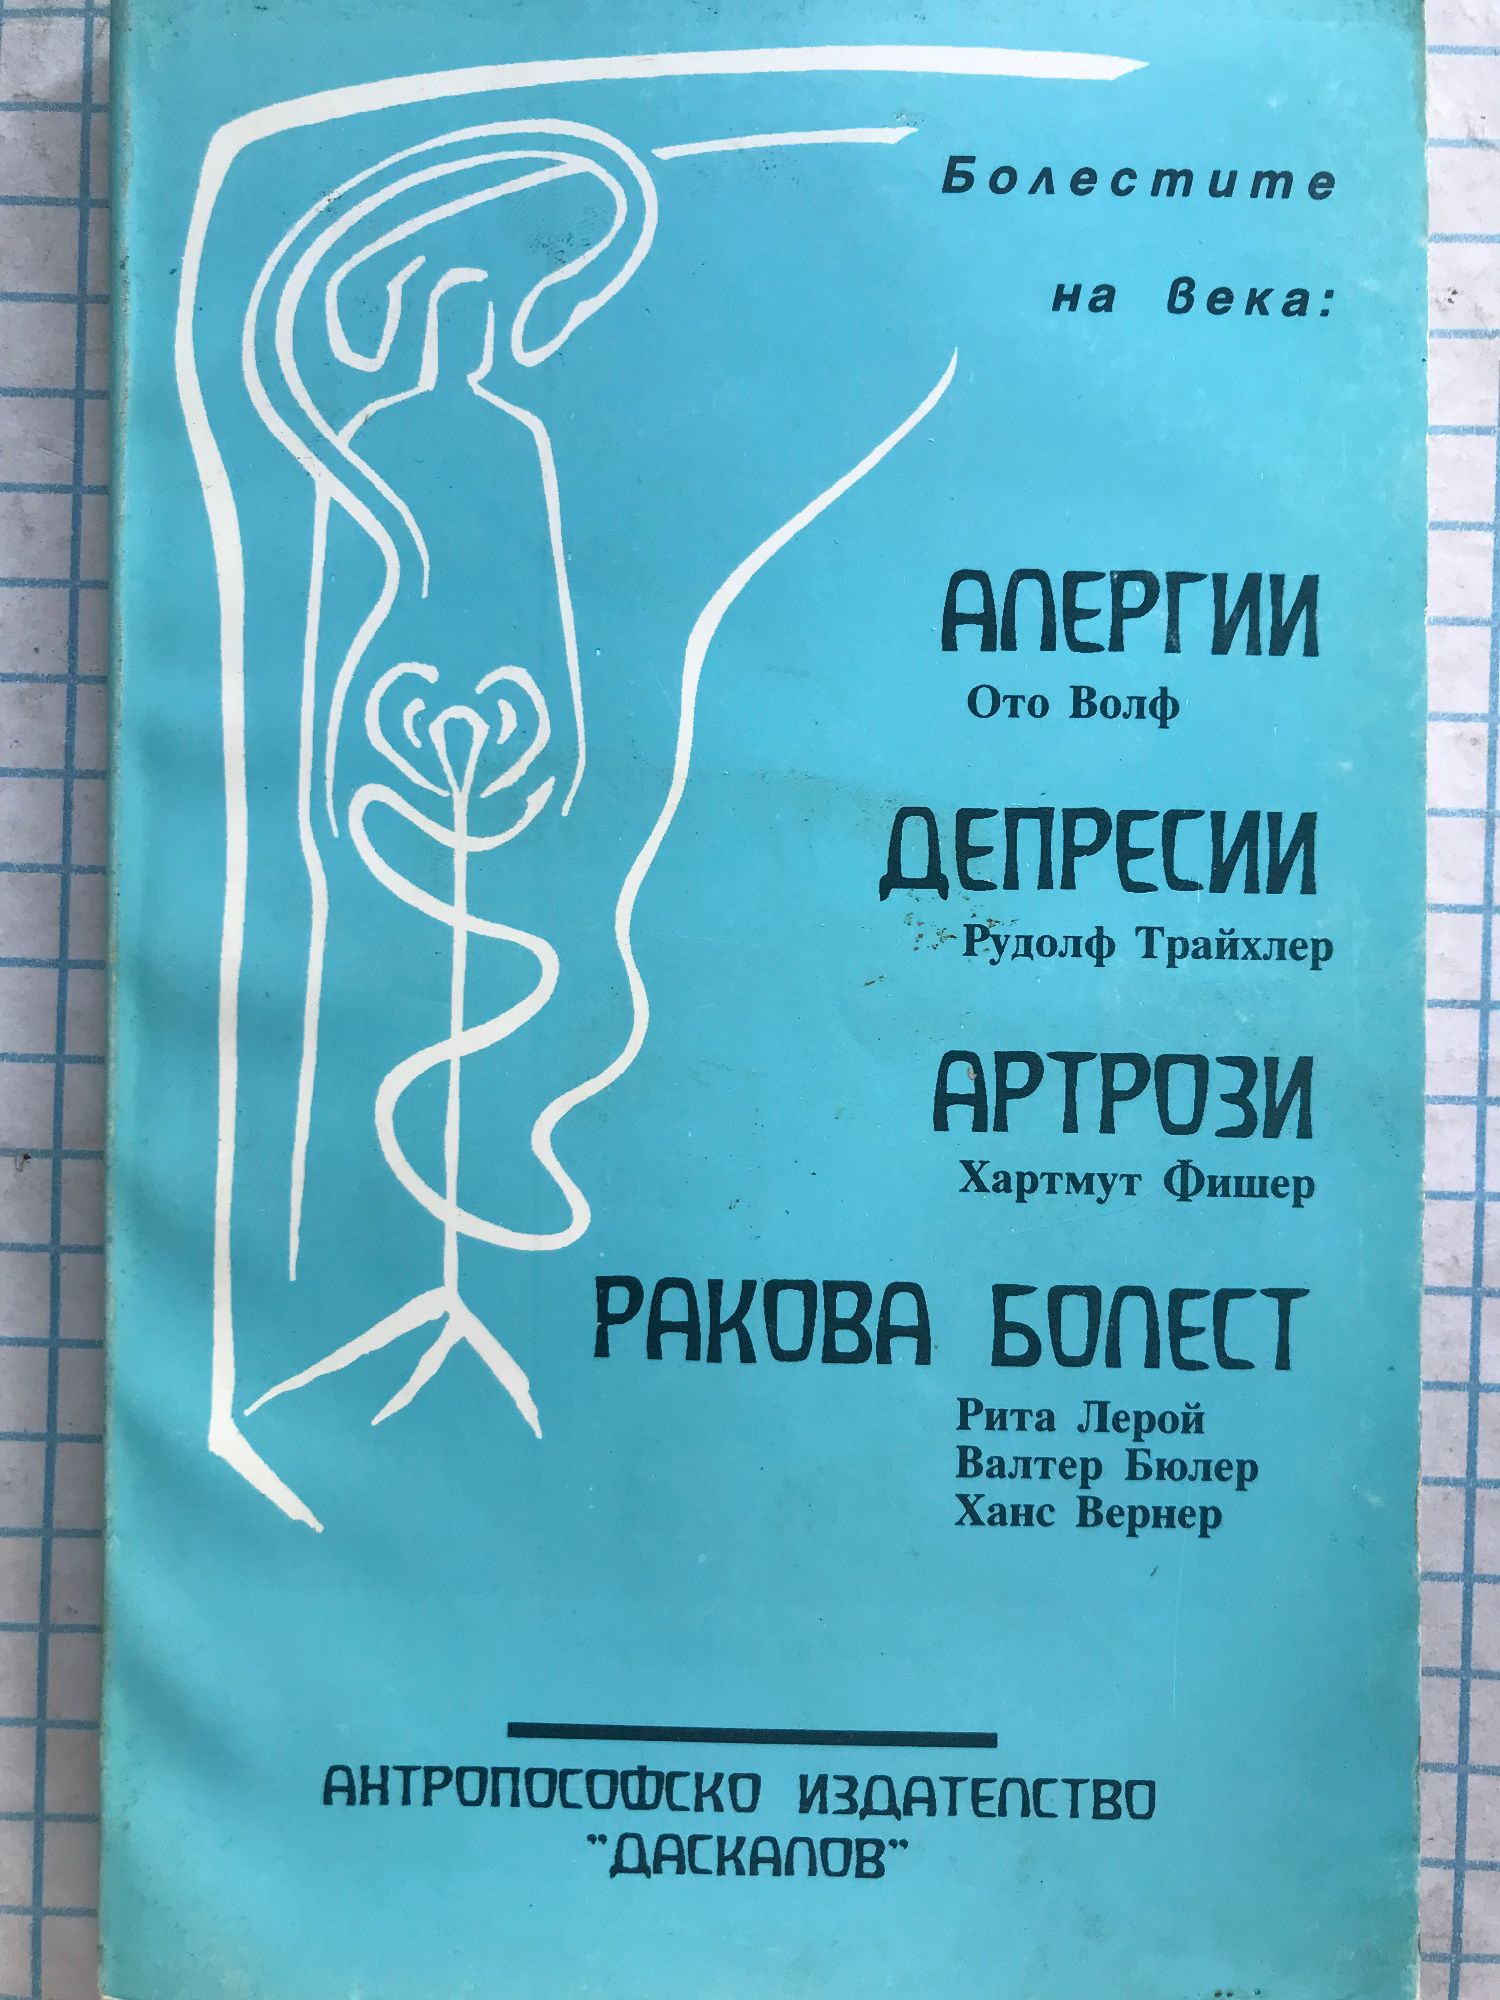 Болестите
на века:
АЛЕРГИИ
Ото Волф
ДЕПРЕСИИ
Рудолф Трайхлер
АРТРОЗИ
Хартмут Фишер
РАКОВА БОЛЕСТ
Рита Лерой
Валтер Бюлер
Ханс Вернер
АНТРОПОСОФСКО ИЗДАТЕЛСТВО
"ДАСКАЛОВ"